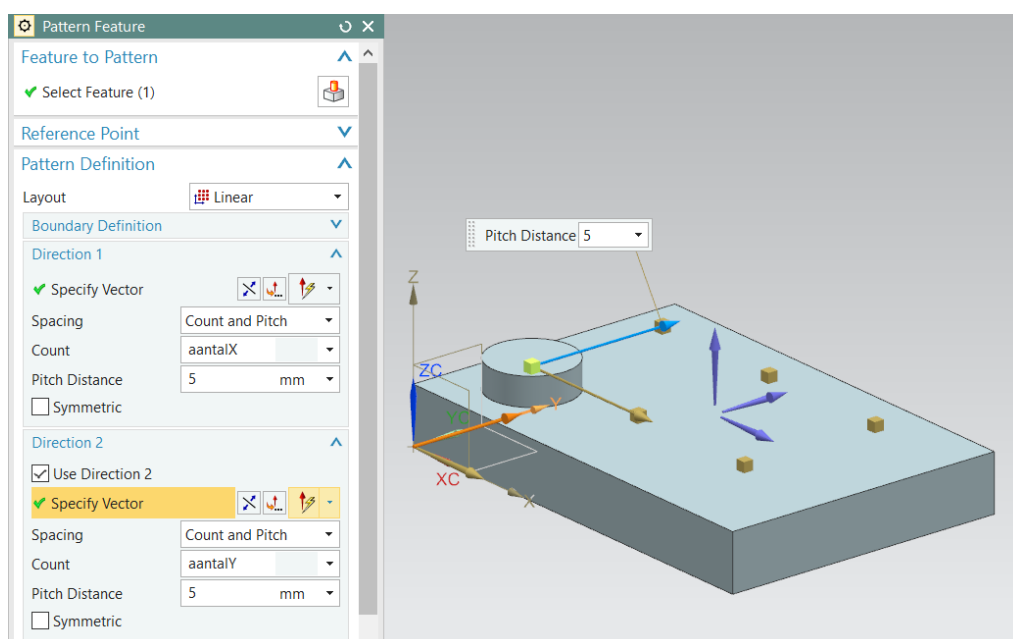 Pattern Feature
Feature to Pattern
Select Feature (1)
Reference Point
Pattern Definition
Layout Linear
Boundary Definition
Direction 1
Specify Vector
Spacing Count and Pitch
Count aantalX
Pitch Distance 5 mm
Symmetric
Direction 2
Use Direction 2
Specify Vector
Spacing Count and Pitch
Count aantalY
Pitch Distance 5 mm
Symmetric
Pitch Distance 5
Z
ZC
Y
XC
X